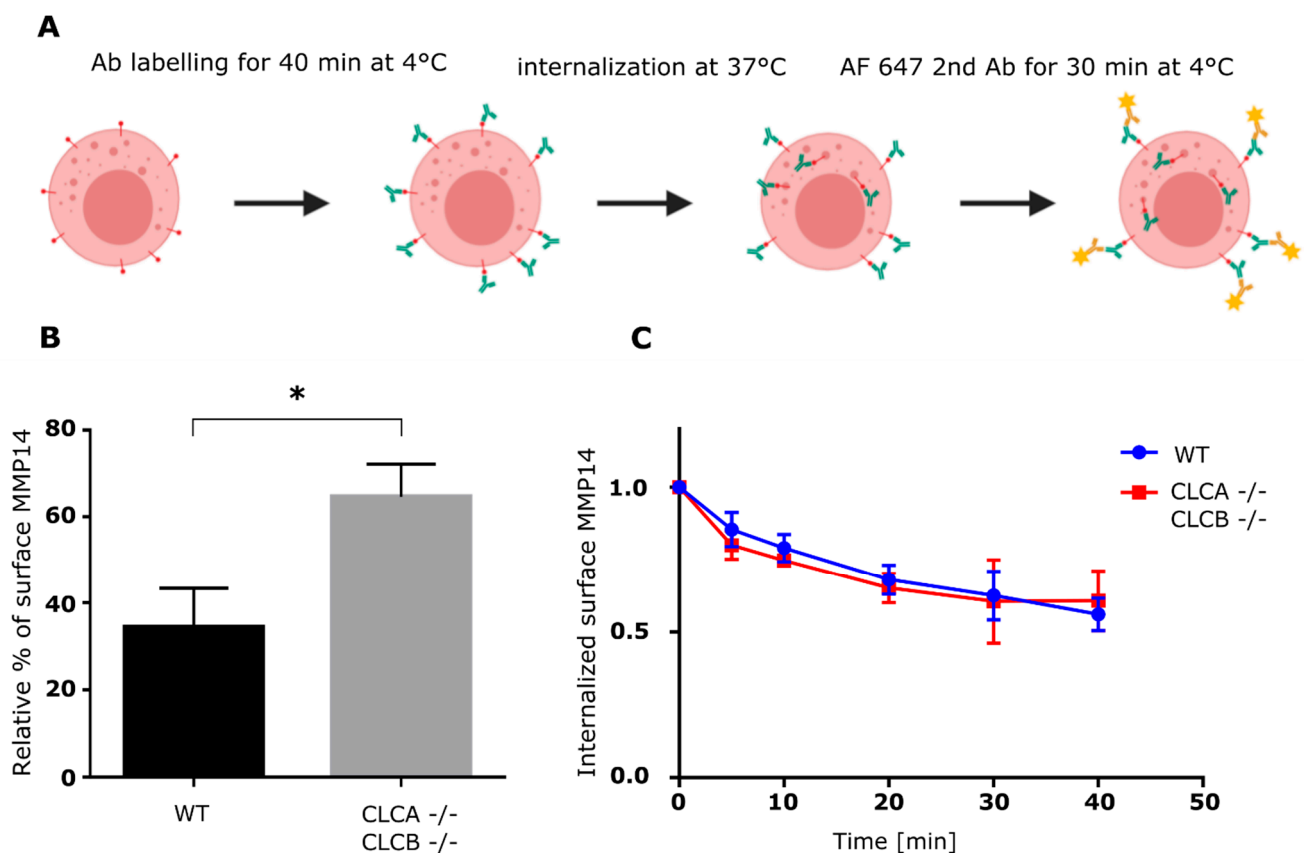 A
Ab labelling for 40 min at 4°C
internalization at 37°C
AF 647 2nd Ab for 30 min at 4°C
B
*
Relative % of surface MMP14
80
60
40
20
0
WT
CLCA -/-
CLCB -/-
C
Internalized surface MMP14
1.0
0.5
0.0
0 10 20 30 40 50
Time [min]
WT
CLCA -/-
CLCB -/-